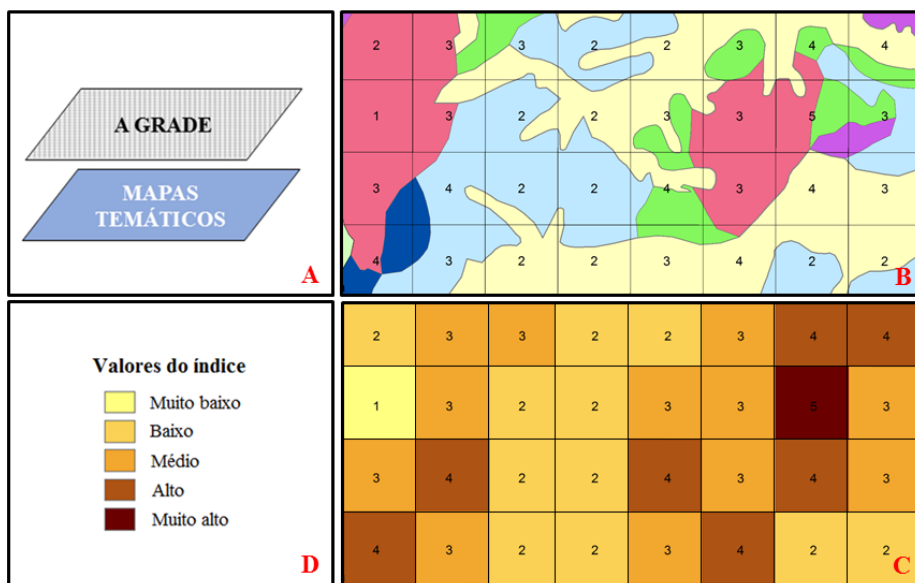 A GRADE
MAPAS
TEMÁTICOS
A
2 3 3 2 2 3 4 4
1 3 2 2 3 3 5 3
3 4 2 2 4 3 4 3
4 3 2 2 3 4 2 2
B
Valores do índice
Muito baixo
Baixo
Médio
Alto
Muito alto
D
2 3 3 2 2 3 4 4
1 3 2 2 3 3 5 3
3 4 2 2 4 3 4 3
4 3 2 2 3 4 2 2
C